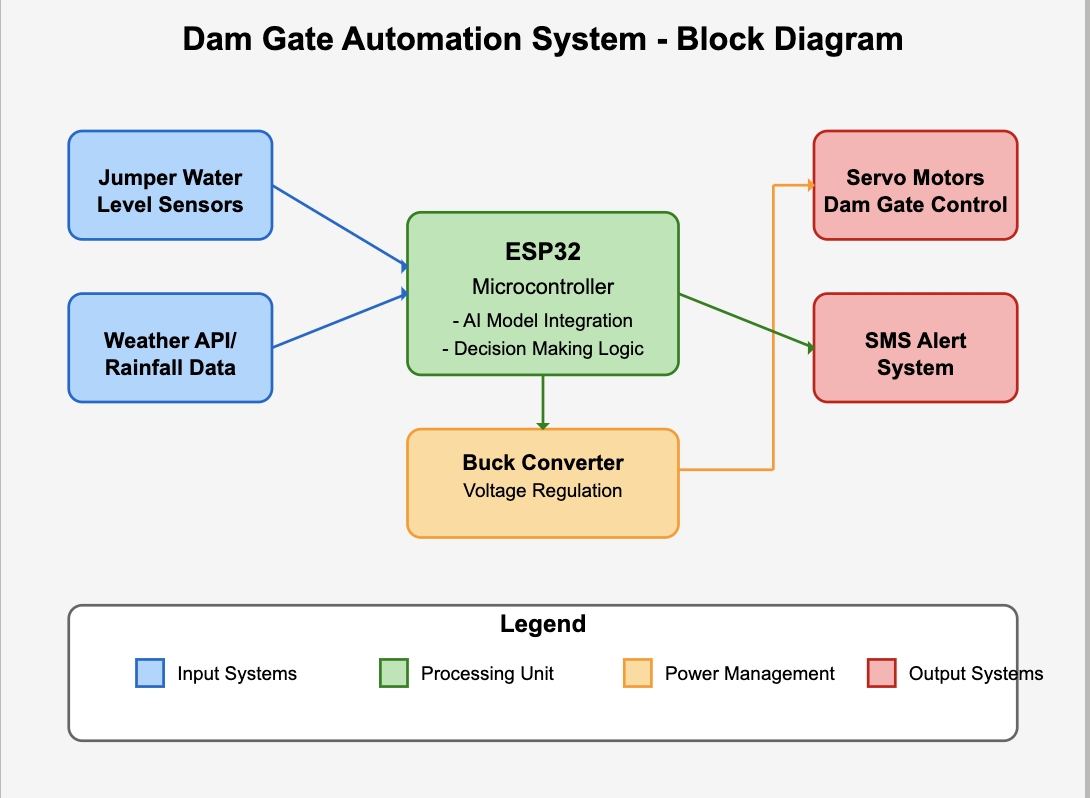 Dam Gate Automation System - Block Diagram
Jumper Water
Level Sensors
Weather API/
Rainfall Data
ESP32
Microcontroller
- AI Model Integration
- Decision Making Logic
Buck Converter
Voltage Regulation
Servo Motors
Dam Gate Control
SMS Alert
System
Legend
Input Systems
Processing Unit
Power Management
Output Systems